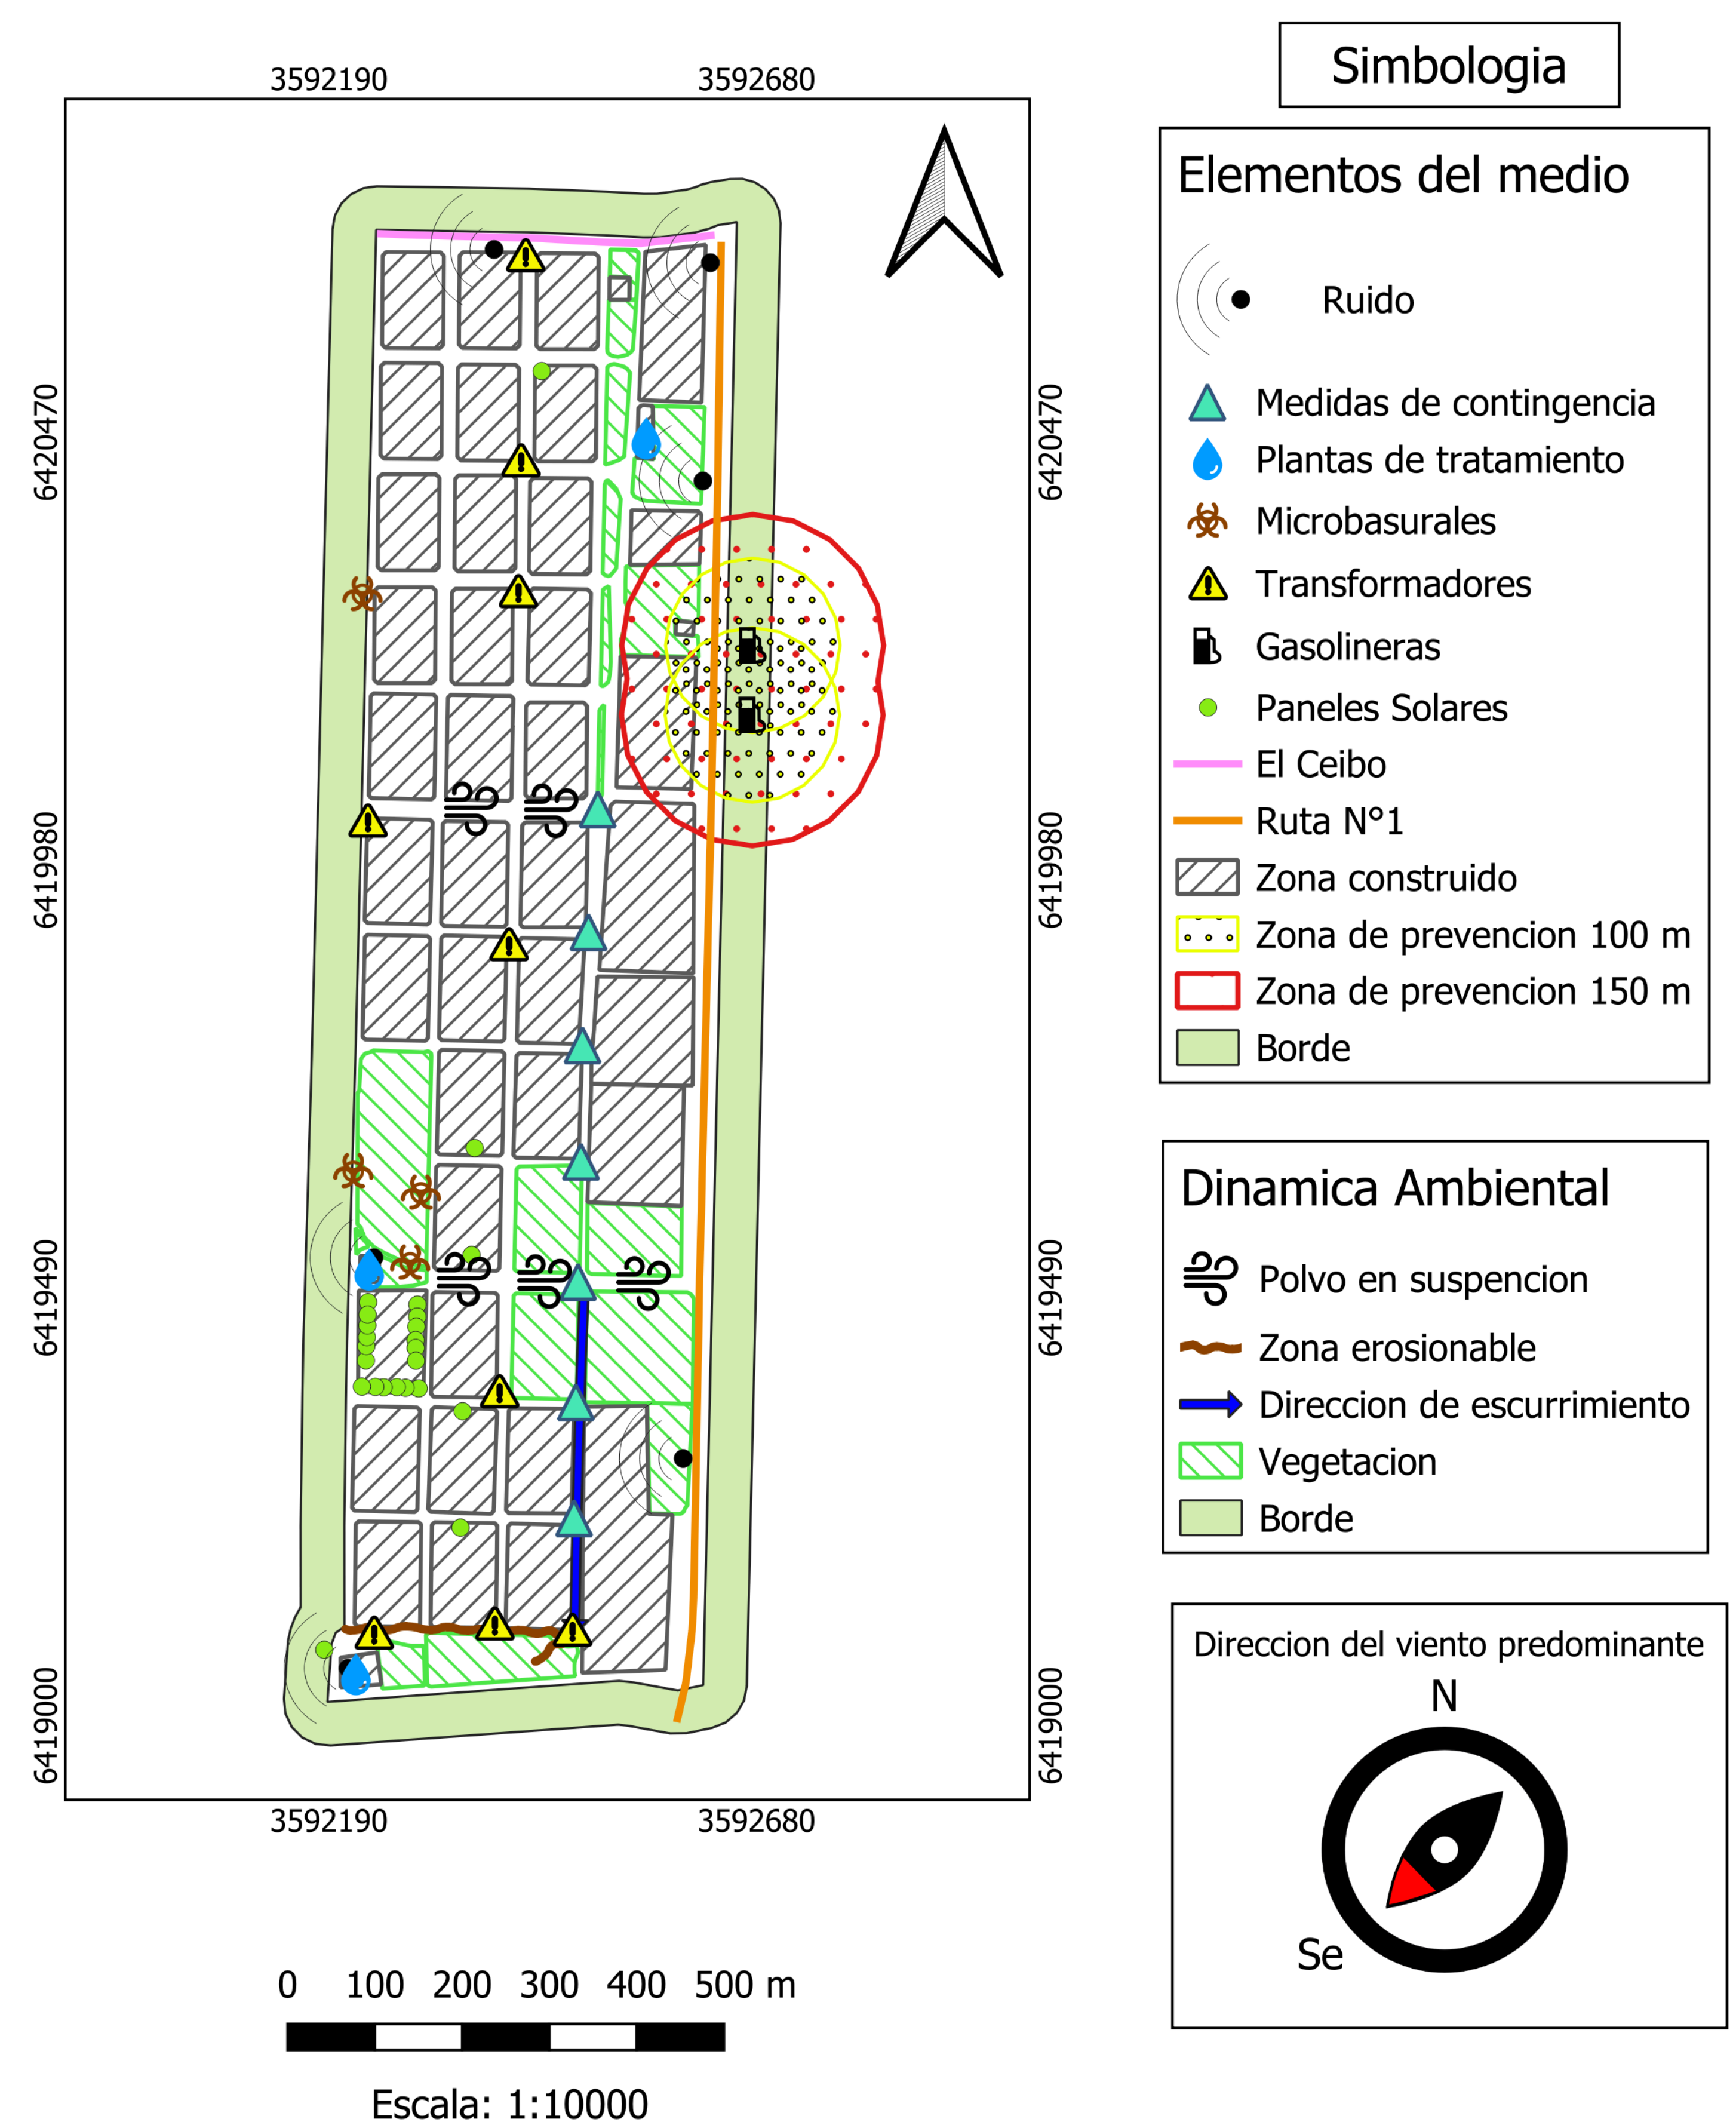 Simbologia
3592190
3592680
6420470
6420470
6419980
6419980
6419490
6419490
6419000
6419000
3592190
3592680
0 100 200 300 400 500 m
Escala: 1:10000
Elementos del medio
Ruido
Medidas de contingencia
Plantas de tratamiento
Microbasurales
Transformadores
Gasolineras
Paneles Solares
El Ceibo
Ruta N°1
Zona construido
Zona de prevencion 100 m
Zona de prevencion 150 m
Borde
Dinamica Ambiental
Polvo en suspencion
Zona erosionable
Direccion de escurrimiento
Vegetacion
Borde
Direccion del viento predominante
N
Se